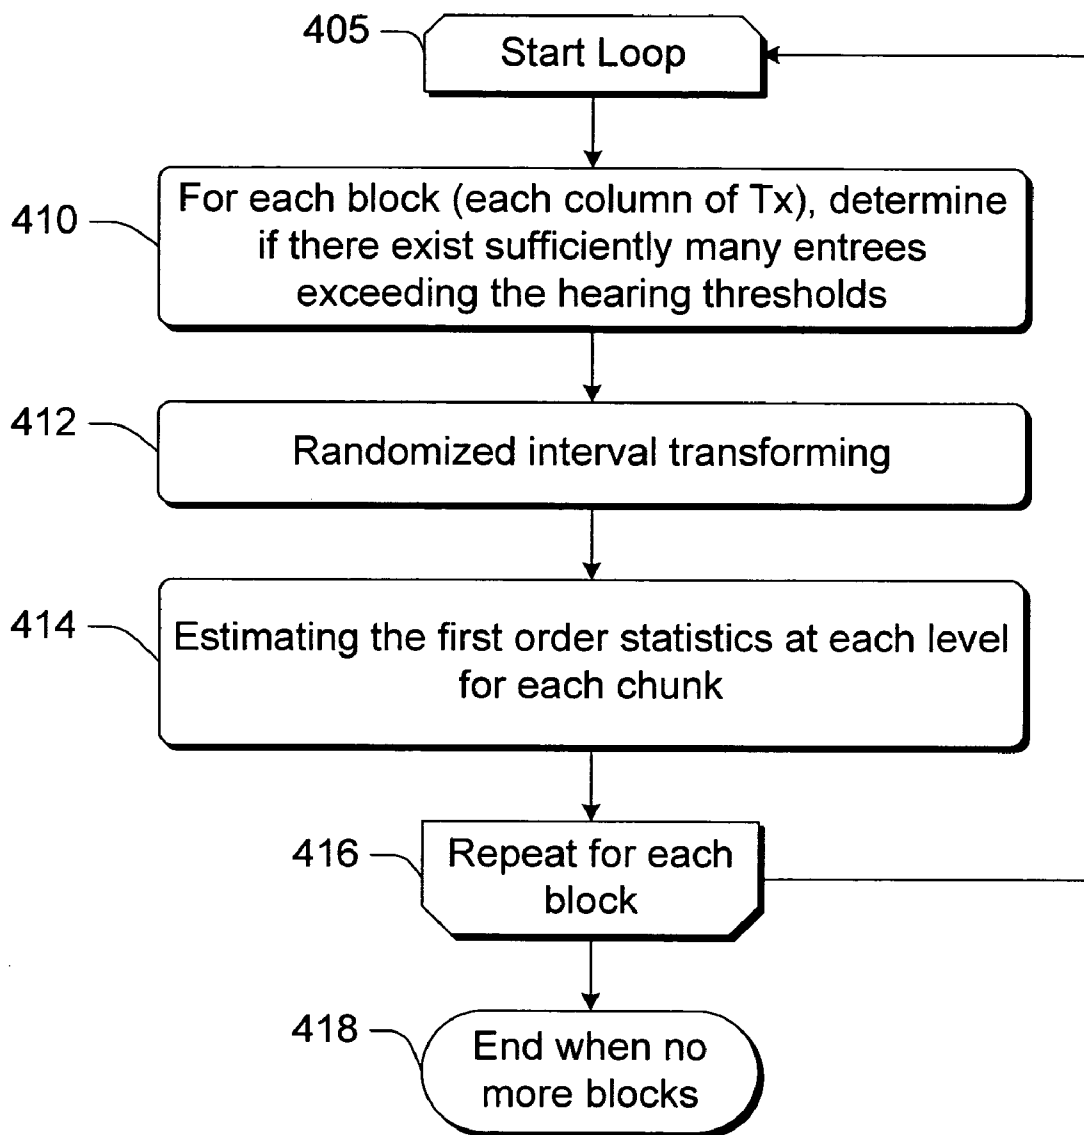 405
Start Loop
410
For each block (each column of Tx), determine
if there exist sufficiently many entrees
exceeding the hearing thresholds
412
Randomized interval transforming
414
Estimating the first order statistics at each level
for each chunk
416
Repeat for each
block
418
End when no
more blocks